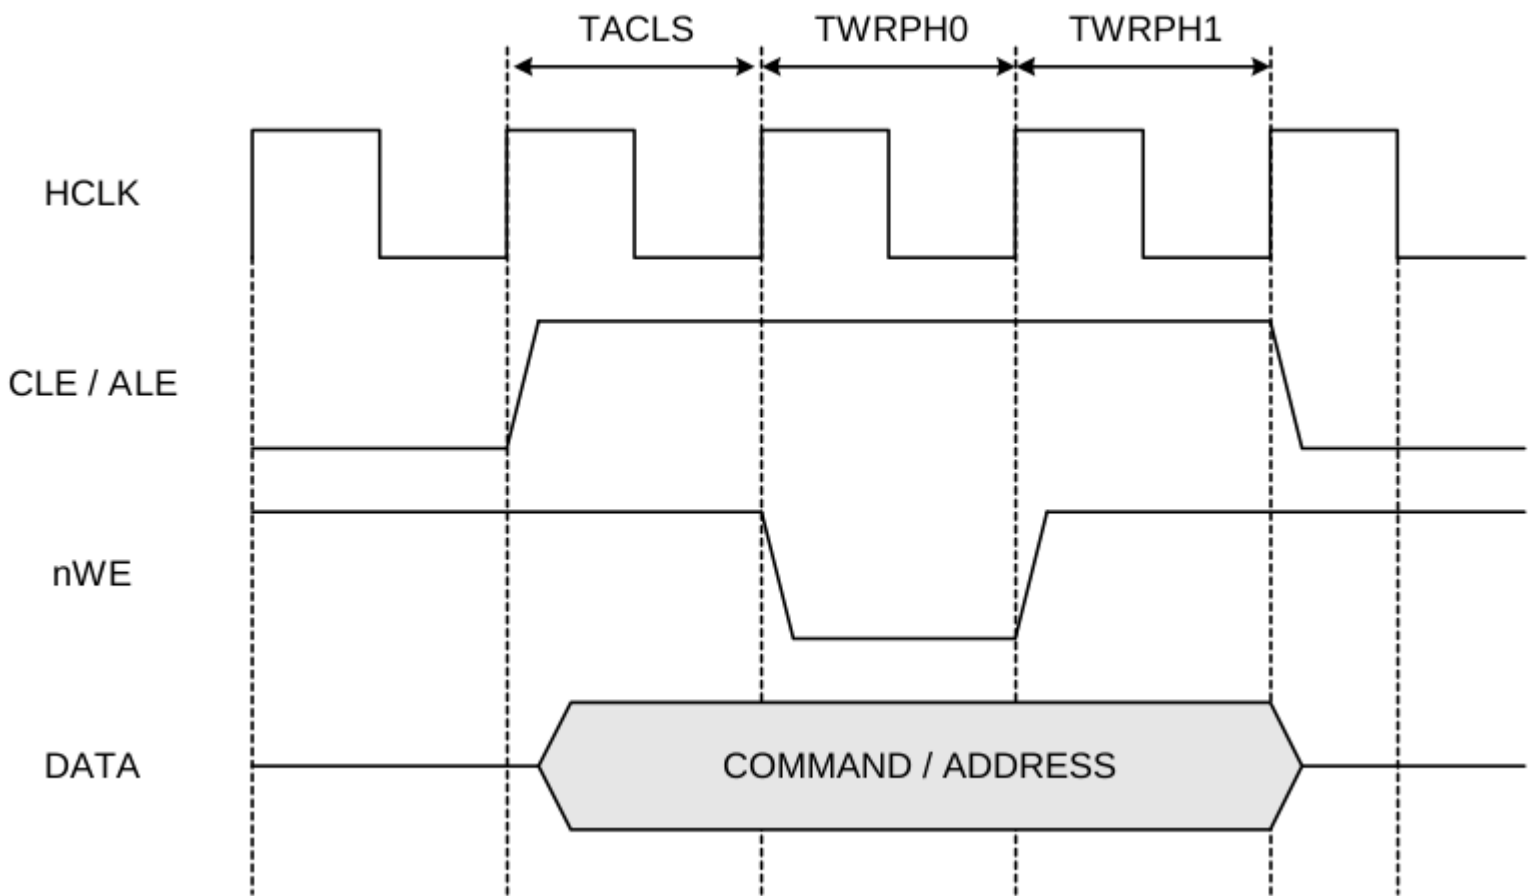 TACLS TWRPH0 TWRPH1
HCLK
CLE / ALE
nWE
DATA COMMAND / ADDRESS